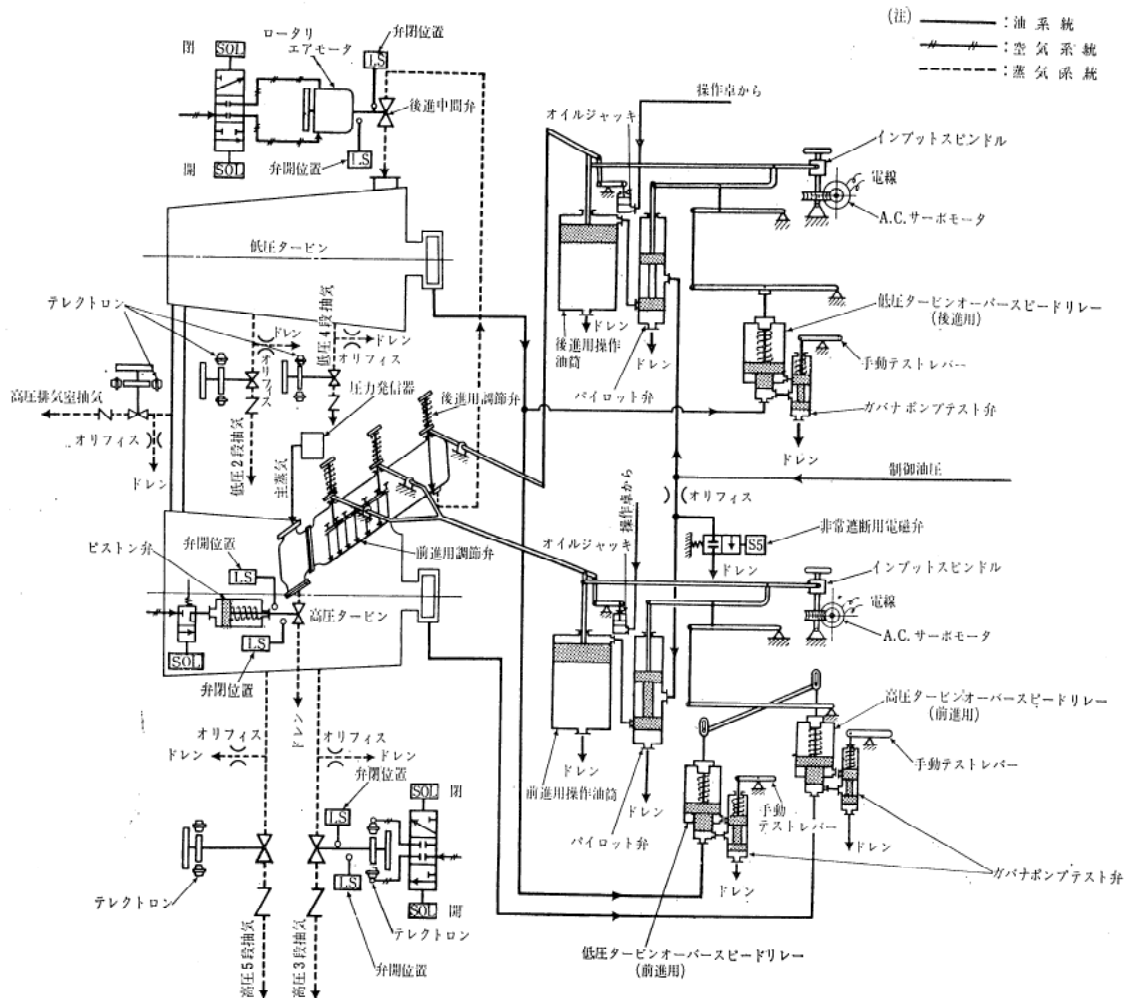 (注)
：油系統
：空気系統
：蒸気系統
閉
SOL
ロータリ
エアモータ
弁閉位置
LS
後進中間弁
弁開位置
LS
開
SOL
操作卓から
オイルジャッキ
インプットスピンドル
電線
A.C.サーボモータ
低圧タービン
テレクトロン
高圧排気室抽気
オリフィス
ドレン
低圧2段抽気
ドレン
オリフィス
低圧4段抽気
ドレン
オリフィス
圧力発信器
主蒸気
後進用調節弁
前進用調節弁
ドレン
後進用操作
油筒
ドレン
パイロット弁
低圧タービンオーバースピードリレー
(後進用)
手動テストレバー
ガバナポンプテスト弁
ドレン
制御油圧
オリフィス
非常遮断用電磁弁
S5
ドレン
操作卓から
オイルジャッキ
インプットスピンドル
電線
A.C.サーボモータ
ピストン弁
弁開位置
LS
高圧タービン
LS
SOL
弁閉位置
ドレン
オリフィス
ドレン
オリフィス
ドレン
ドレン
前進用操作油筒
ドレン
パイロット弁
高圧タービンオーバースピードリレー
(前進用)
手動テストレバー
手動
テストレバー
ドレン
ドレン
ガバナポンプテスト弁
低圧タービンオーバースピードリレー
(前進用)
弁閉位置
LS
SOL
閉
LS
SOL
開
テレクトロン
テレクトロン
弁開位置
高圧5段抽気
高圧3段抽気